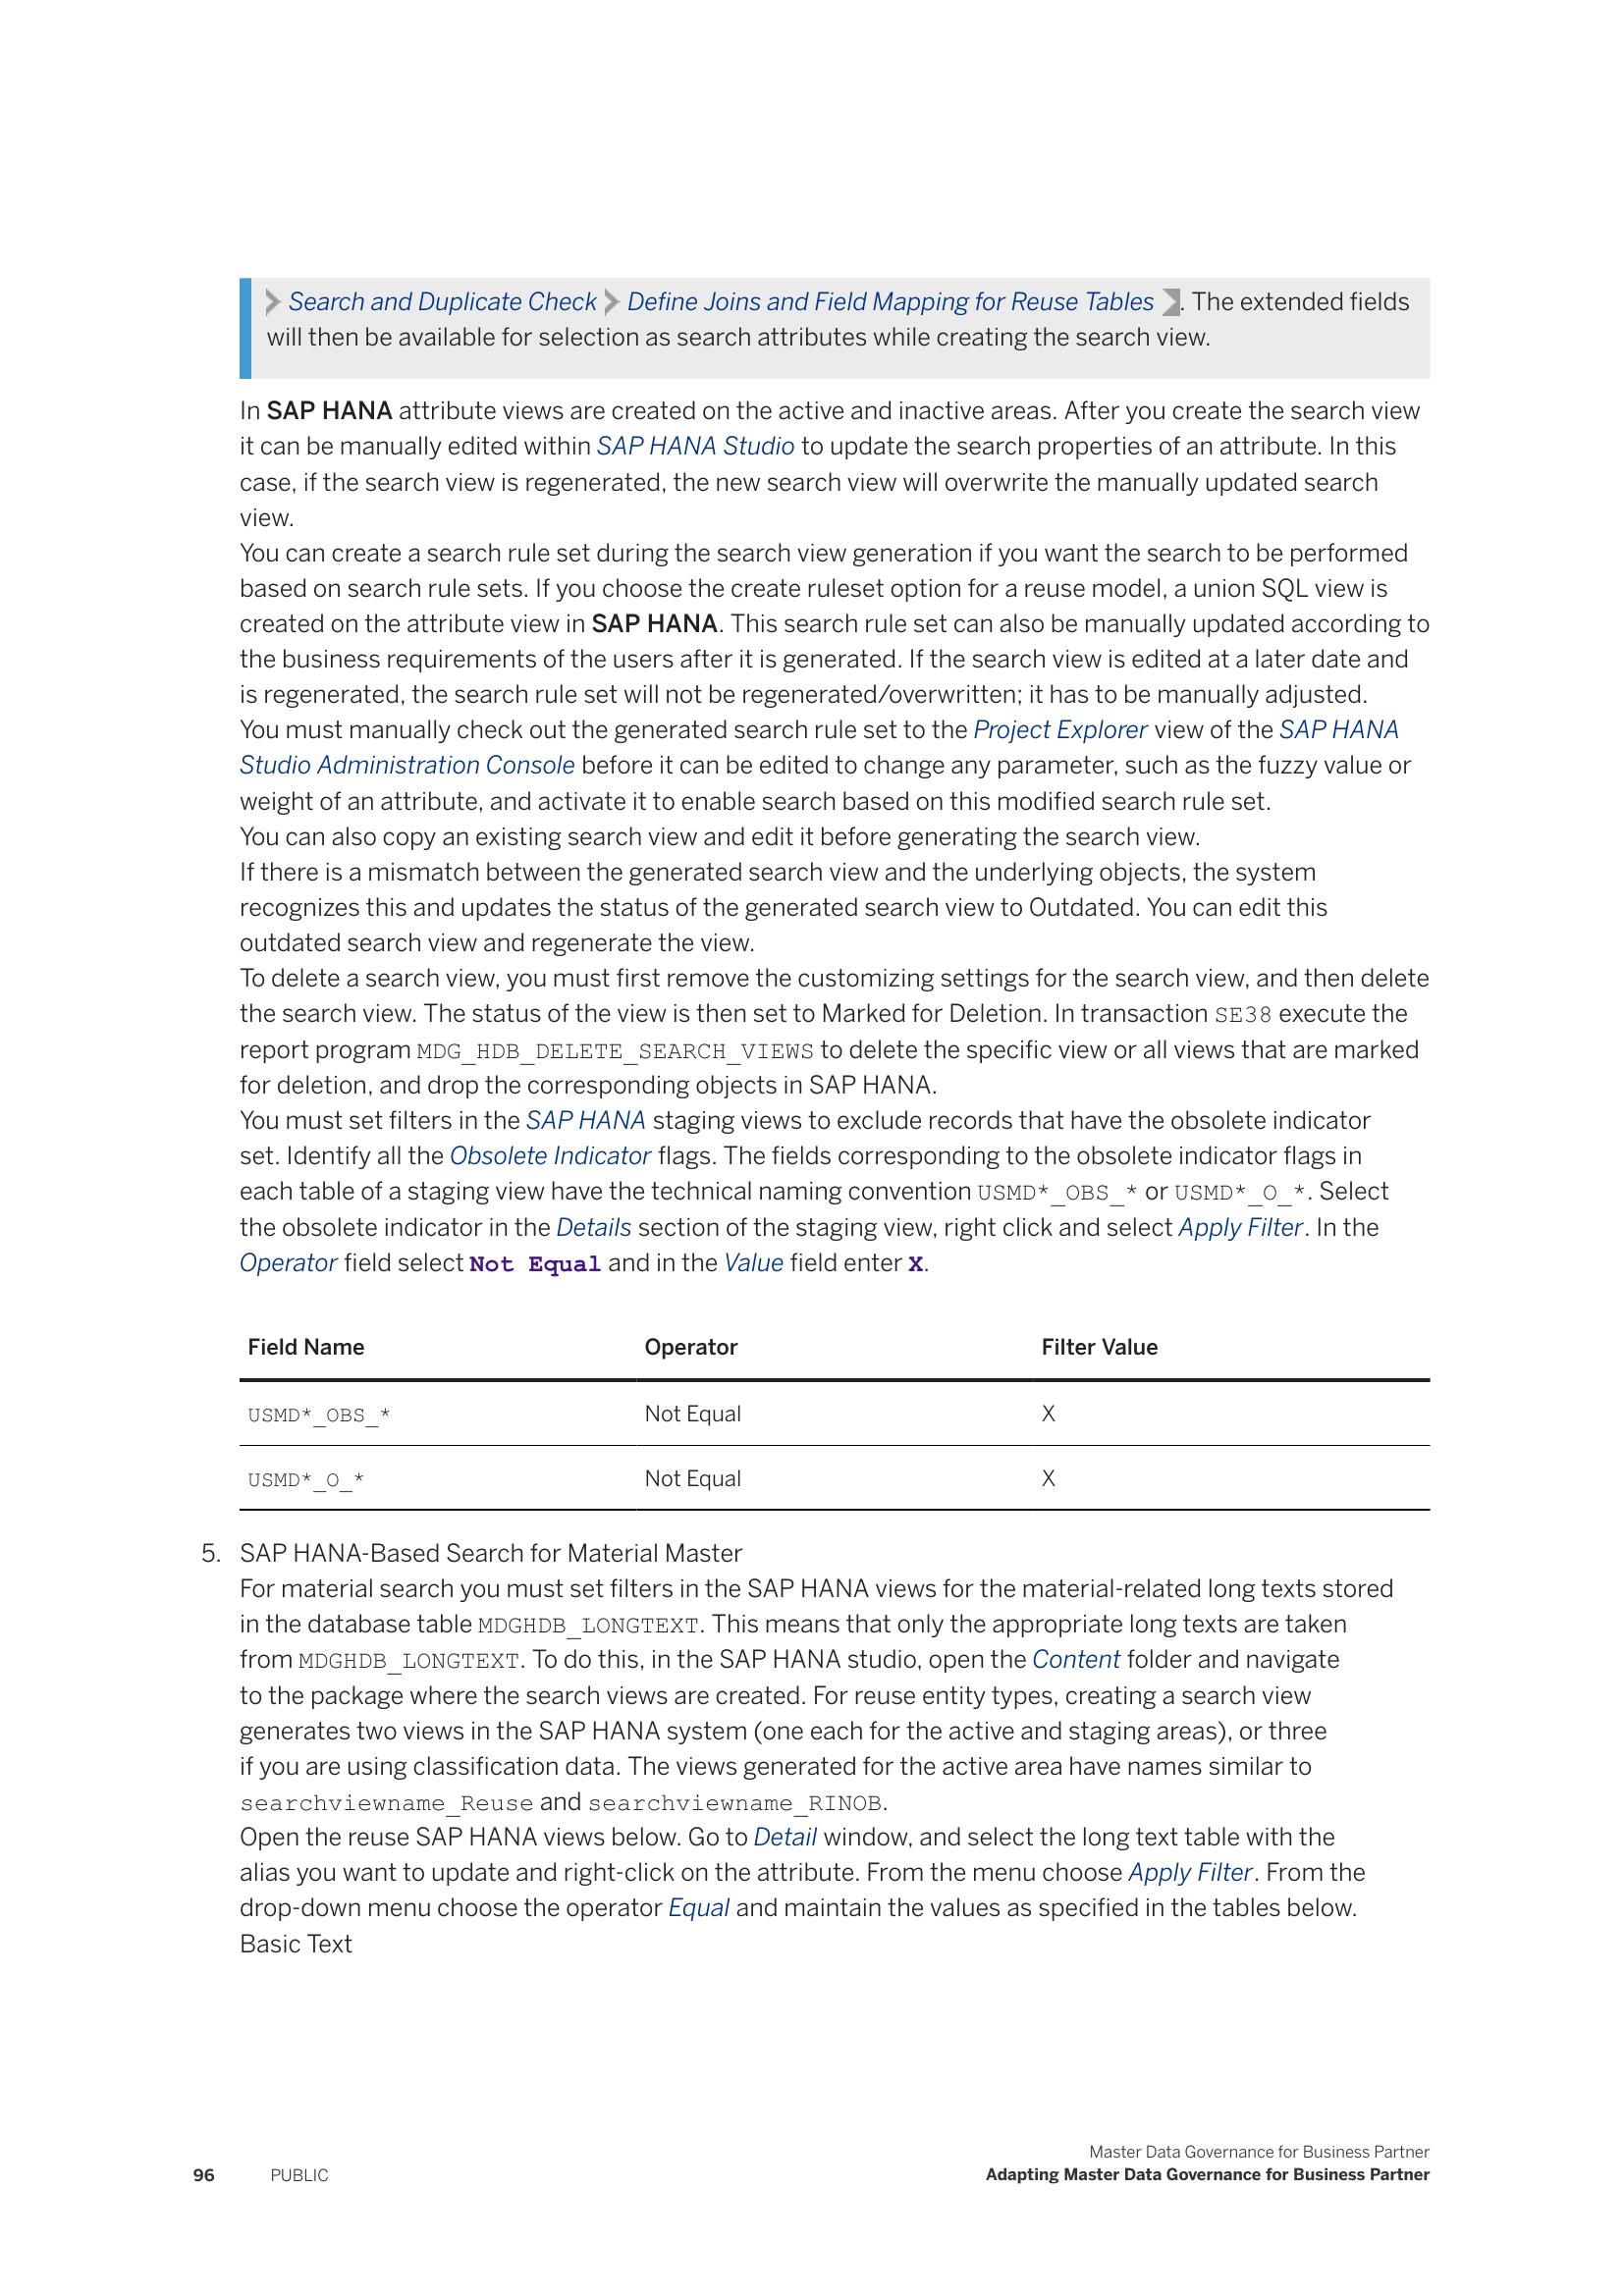 Search and Duplicate Check Define Joins and Field Mapping for Reuse Tables . The extended fields
will then be available for selection as search attributes while creating the search view.
In SAP HANA attribute views are created on the active and inactive areas. After you create the search view
it can be manually edited within SAP HANA Studio to update the search properties of an attribute. In this
case, if the search view is regenerated, the new search view will overwrite the manually updated search
view.
You can create a search rule set during the search view generation if you want the search to be performed
based on search rule sets. If you choose the create ruleset option for a reuse model, a union SQL view is
created on the attribute view in SAP HANA. This search rule set can also be manually updated according to
the business requirements of the users after it is generated. If the search view is edited at a later date and
is regenerated, the search rule set will not be regenerated/overwritten; it has to be manually adjusted.
You must manually check out the generated search rule set to the Project Explorer view of the SAP HANA
Studio Administration Console before it can be edited to change any parameter, such as the fuzzy value or
weight of an attribute, and activate it to enable search based on this modified search rule set.
You can also copy an existing search view and edit it before generating the search view.
If there is a mismatch between the generated search view and the underlying objects, the system
recognizes this and updates the status of the generated search view to Outdated. You can edit this
outdated search view and regenerate the view.
To delete a search view, you must first remove the customizing settings for the search view, and then delete
the search view. The status of the view is then set to Marked for Deletion. In transaction SE38 execute the
report program MDG_HDB_DELETE_SEARCH_VIEWS to delete the specific view or all views that are marked
for deletion, and drop the corresponding objects in SAP HANA.
You must set filters in the SAP HANA staging views to exclude records that have the obsolete indicator
set. Identify all the Obsolete Indicator flags. The fields corresponding to the obsolete indicator flags in
each table of a staging view have the technical naming convention USMD*_OBS_* or USMD*_O_*. Select
the obsolete indicator in the Details section of the staging view, right click and select Apply Filter. In the
Operator field select Not Equal and in the Value field enter X.
Field Name Operator Filter Value
USMD*_OBS_* Not Equal X
USMD*_O_* Not Equal X
5. SAP HANA-Based Search for Material Master
For material search you must set filters in the SAP HANA views for the material-related long texts stored
in the database table MDGHDB_LONGTEXT. This means that only the appropriate long texts are taken
from MDGHDB_LONGTEXT. To do this, in the SAP HANA studio, open the Content folder and navigate
to the package where the search views are created. For reuse entity types, creating a search view
generates two views in the SAP HANA system (one each for the active and staging areas), or three
if you are using classification data. The views generated for the active area have names similar to
searchviewname_Reuse and searchviewname_RINOB.
Open the reuse SAP HANA views below. Go to Detail window, and select the long text table with the
alias you want to update and right-click on the attribute. From the menu choose Apply Filter. From the
drop-down menu choose the operator Equal and maintain the values as specified in the tables below.
Basic Text
Master Data Governance for Business Partner
96 PUBLIC Adapting Master Data Governance for Business Partner